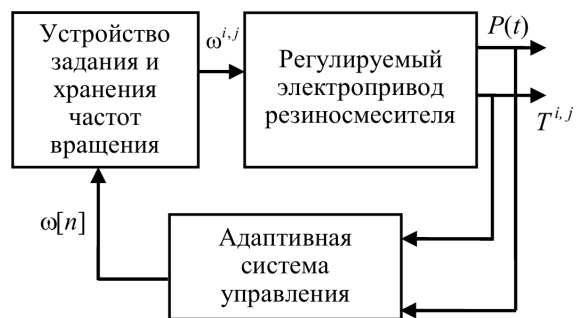 Устройство
задания и
хранения
частот
вращения
ω^{i, j}
Регулируемый
электропривод
резиносмесителя
P(t)
T^{i, j}
ω[n]
Адаптивная
система
управления